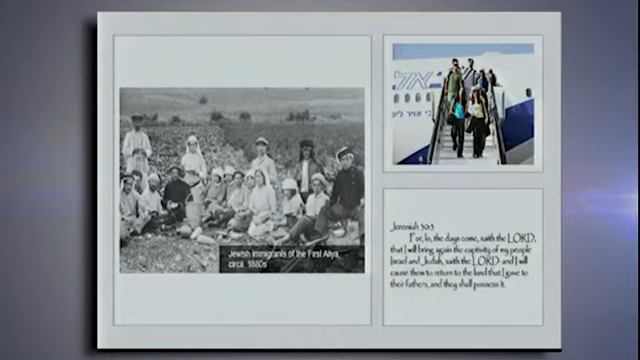 Jewish immigrants of the First Aliya,
circa. 1880s
אל על
Jeremiah 30:3
For, lo, the days come, saith the LORD,
that I will bring again the captivity of my people
Israel and Judah, saith the LORD: and I will
cause them to return to the land that I gave to
their fathers, and they shall possess it.